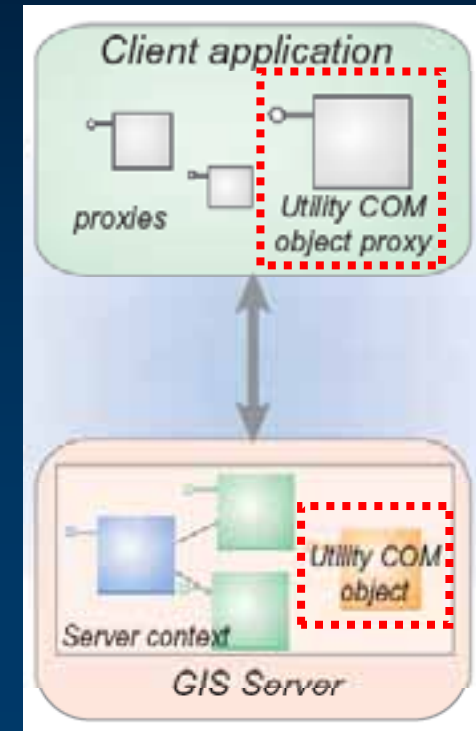 Client application
proxies
Utility COM
object proxy
Utility COM
object
Server context
GIS Server